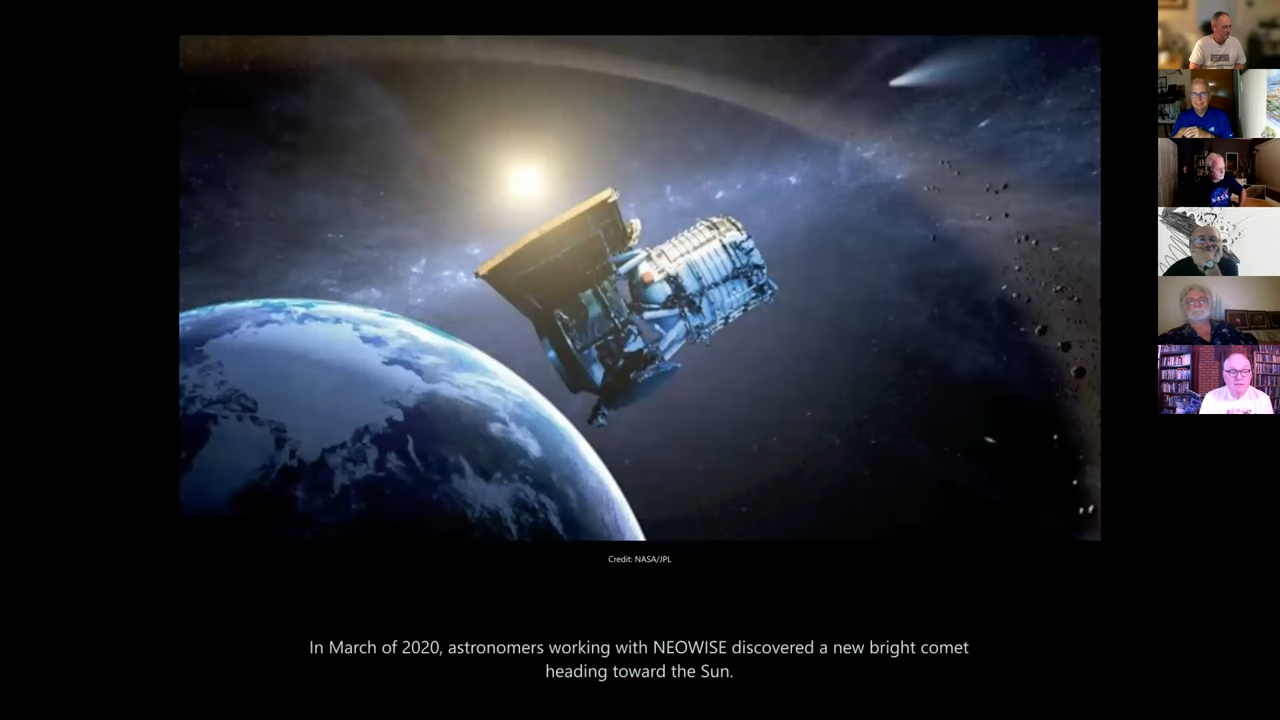 NASA
Credit: NASA/JPL
In March of 2020, astronomers working with NEOWISE discovered a new bright comet
heading toward the Sun.